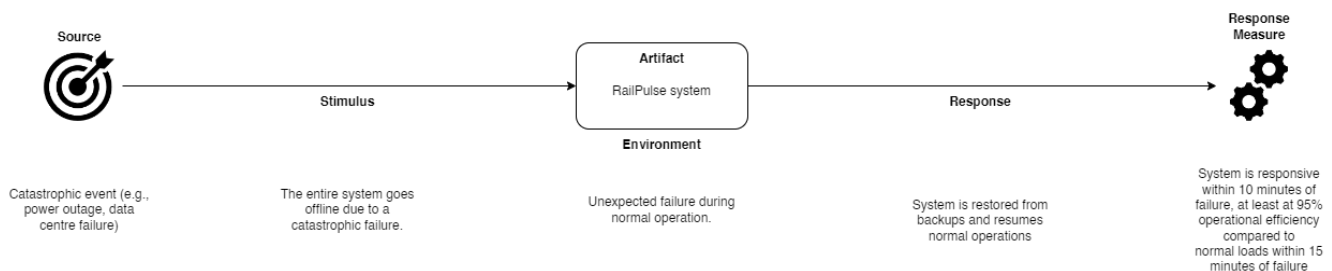 Source
Stimulus
Artifact
RailPulse system
Environment
Response
Response
Measure
Catastrophic event (e.g.,
power outage, data
centre failure)
The entire system goes
offline due to a
catastrophic failure.
Unexpected failure during
normal operation.
System is restored from
backups and resumes
normal operations
System is responsive
within 10 minutes of
failure, at least at 95%
operational efficiency
compared to
normal loads within 15
minutes of failure